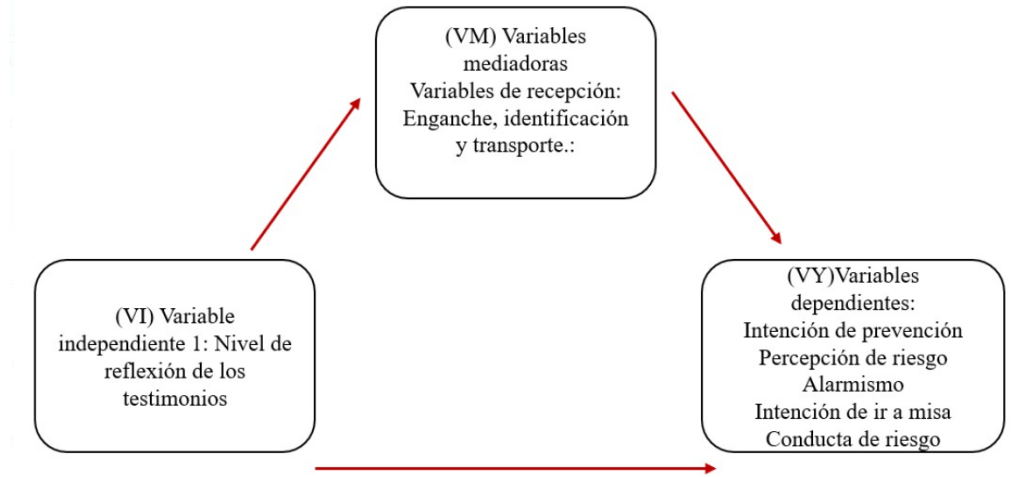 (VM) Variables
mediadoras
Variables de recepción:
Enganche, identificación
y transporte.:
(VI) Variable
independiente 1: Nivel de
reflexión de los
testimonios
(VY)Variables
dependientes:
Intención de prevención
Percepción de riesgo
Alarmismo
Intención de ir a misa
Conducta de riesgo